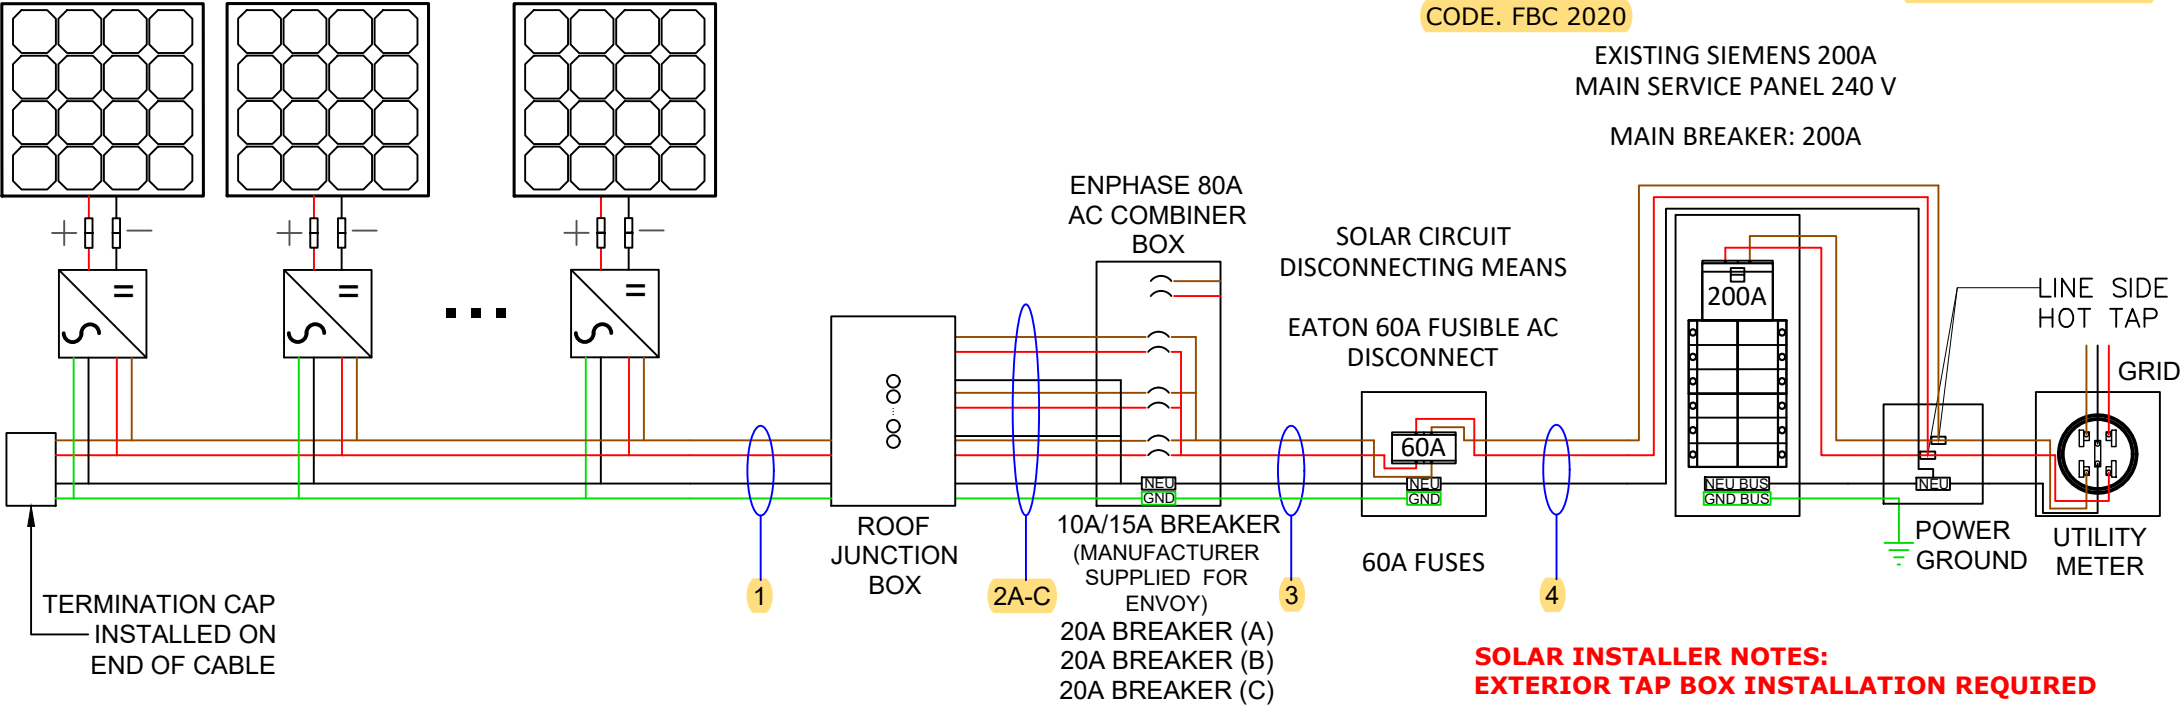 CODE. FBC 2020
EXISTING SIEMENS 200A
MAIN SERVICE PANEL 240 V
MAIN BREAKER: 200A
ENPHASE 80A
AC COMBINER
BOX
SOLAR CIRCUIT
DISCONNECTING MEANS
EATON 60A FUSIBLE AC
DISCONNECT
200A
LINE SIDE
HOT TAP
GRID
60A
NEU
GND
NEU
GND
NEU BUS
GND BUS
NEU
ROOF
JUNCTION
BOX
10A/15A BREAKER
(MANUFACTURER
SUPPLIED FOR
ENVOY)
20A BREAKER (A)
20A BREAKER (B)
20A BREAKER (C)
60A FUSES
POWER
GROUND
UTILITY
METER
1
2A-C
3
4
TERMINATION CAP
INSTALLED ON
END OF CABLE
SOLAR INSTALLER NOTES:
EXTERIOR TAP BOX INSTALLATION REQUIRED